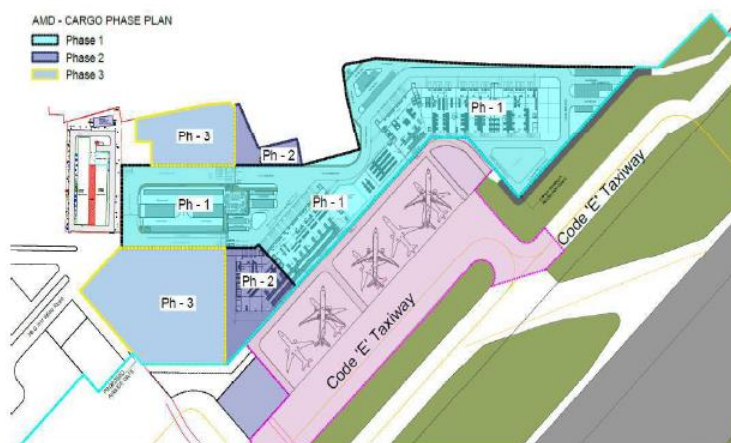 AMD - CARGO PHASE PLAN
Phase 1
Phase 2
Phase 3
Ph - 1
Ph - 3
Ph - 2
Ph - 1
Ph - 1
Ph - 2
Ph - 3
Code 'E' Taxiway
Code 'E' Taxiway